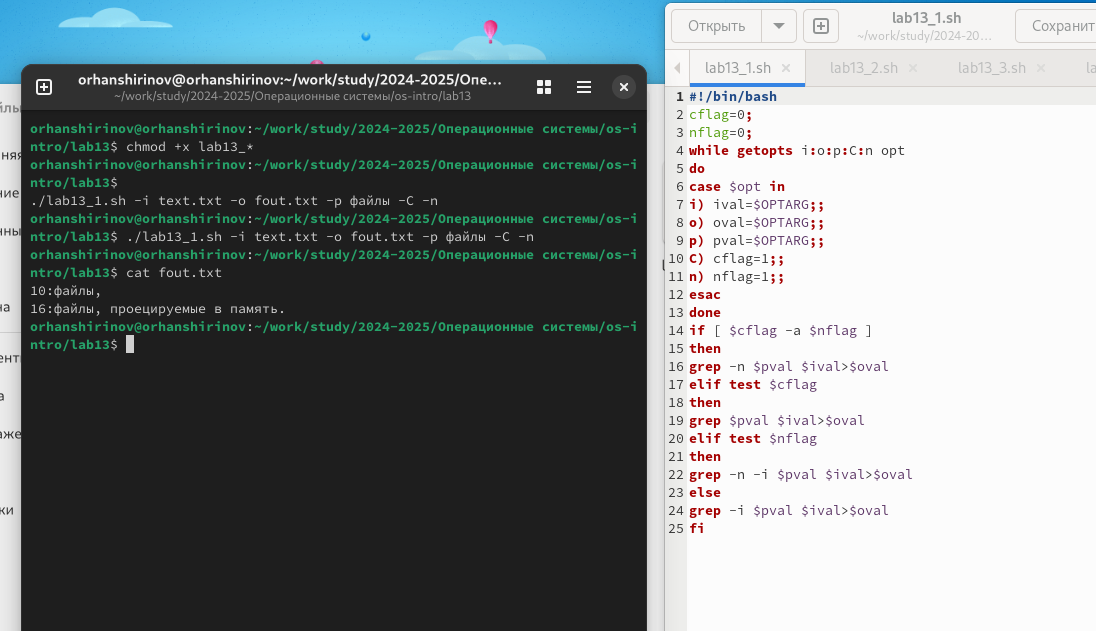 orhanshirinov@orhanshirinov:~/work/study/2024-2025/Опе...
~/work/study/2024-2025/Операционные системы/os-intro/lab13
orhanshirinov@orhanshirinov:~/work/study/2024-2025/Операционные системы/os-i
ntro/lab13$ chmod +x lab13_*
orhanshirinov@orhanshirinov:~/work/study/2024-2025/Операционные системы/os-i
ntro/lab13$
./lab13_1.sh -i text.txt -o fout.txt -p файлы -C -n
orhanshirinov@orhanshirinov:~/work/study/2024-2025/Операционные системы/os-i
ntro/lab13$ ./lab13_1.sh -i text.txt -o fout.txt -p файлы -C -n
orhanshirinov@orhanshirinov:~/work/study/2024-2025/Операционные системы/os-i
ntro/lab13$ cat fout.txt
10:файлы,
16:файлы, проецируемые в память.
orhanshirinov@orhanshirinov:~/work/study/2024-2025/Операционные системы/os-i
ntro/lab13$
Открыть
lab13_1.sh
~/work/study/2024-20...
Сохранит
lab13_1.sh
lab13_2.sh
lab13_3.sh
la
1 #!/bin/bash
2 cflag=0;
3 nflag=0;
4 while getopts i:o:p:C:n opt
5 do
6 case $opt in
7 i) ival=$OPTARG;;
8 o) oval=$OPTARG;;
9 p) pval=$OPTARG;;
10 C) cflag=1;;
11 n) nflag=1;;
12 esac
13 done
14 if [ $cflag -a $nflag ]
15 then
16 grep -n $pval $ival>$oval
17 elif test $cflag
18 then
19 grep $pval $ival>$oval
20 elif test $nflag
21 then
22 grep -n -i $pval $ival>$oval
23 else
24 grep -i $pval $ival>$oval
25 fi